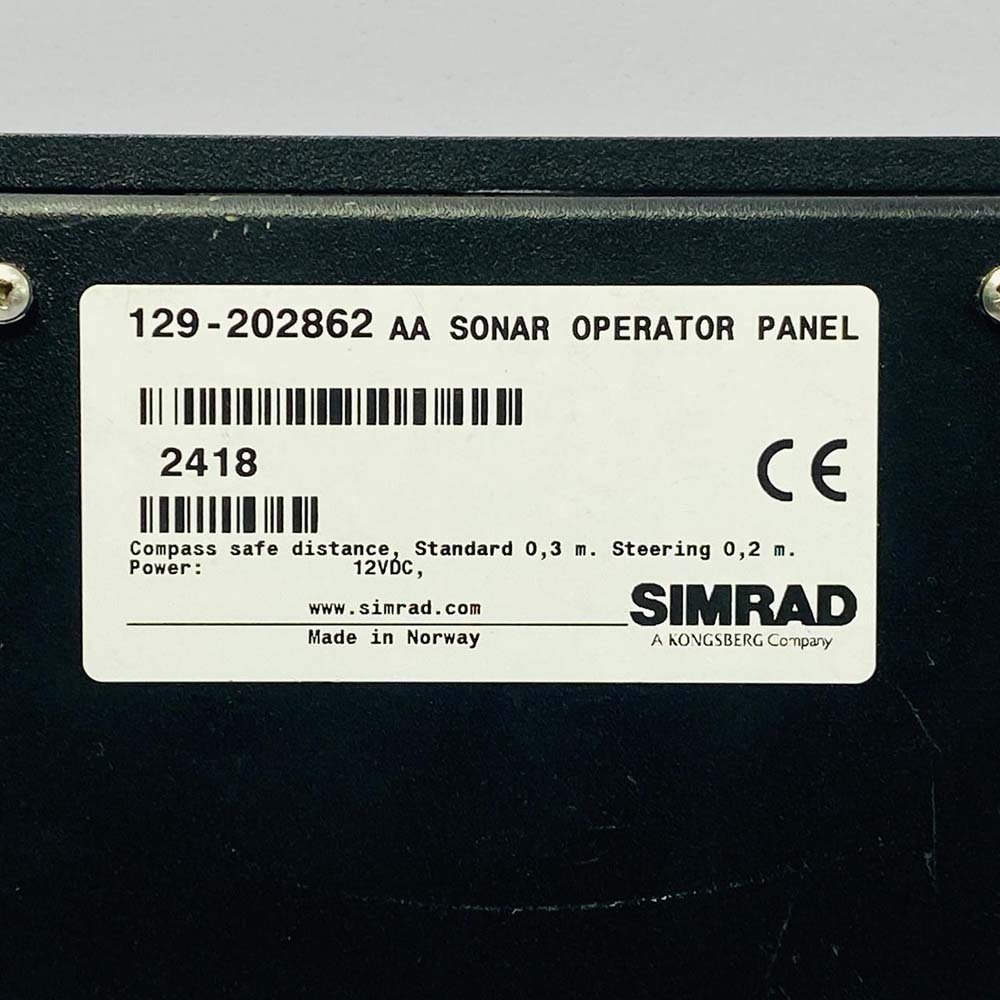 129-202862 AA SONAR OPERATOR PANEL
2418
CE
Compass safe distance, Standard 0,3 m. Steering 0,2 m.
Power: 12VDC,
www.simrad.com
SIMRAD
Made in Norway
A KONGSBERG Company